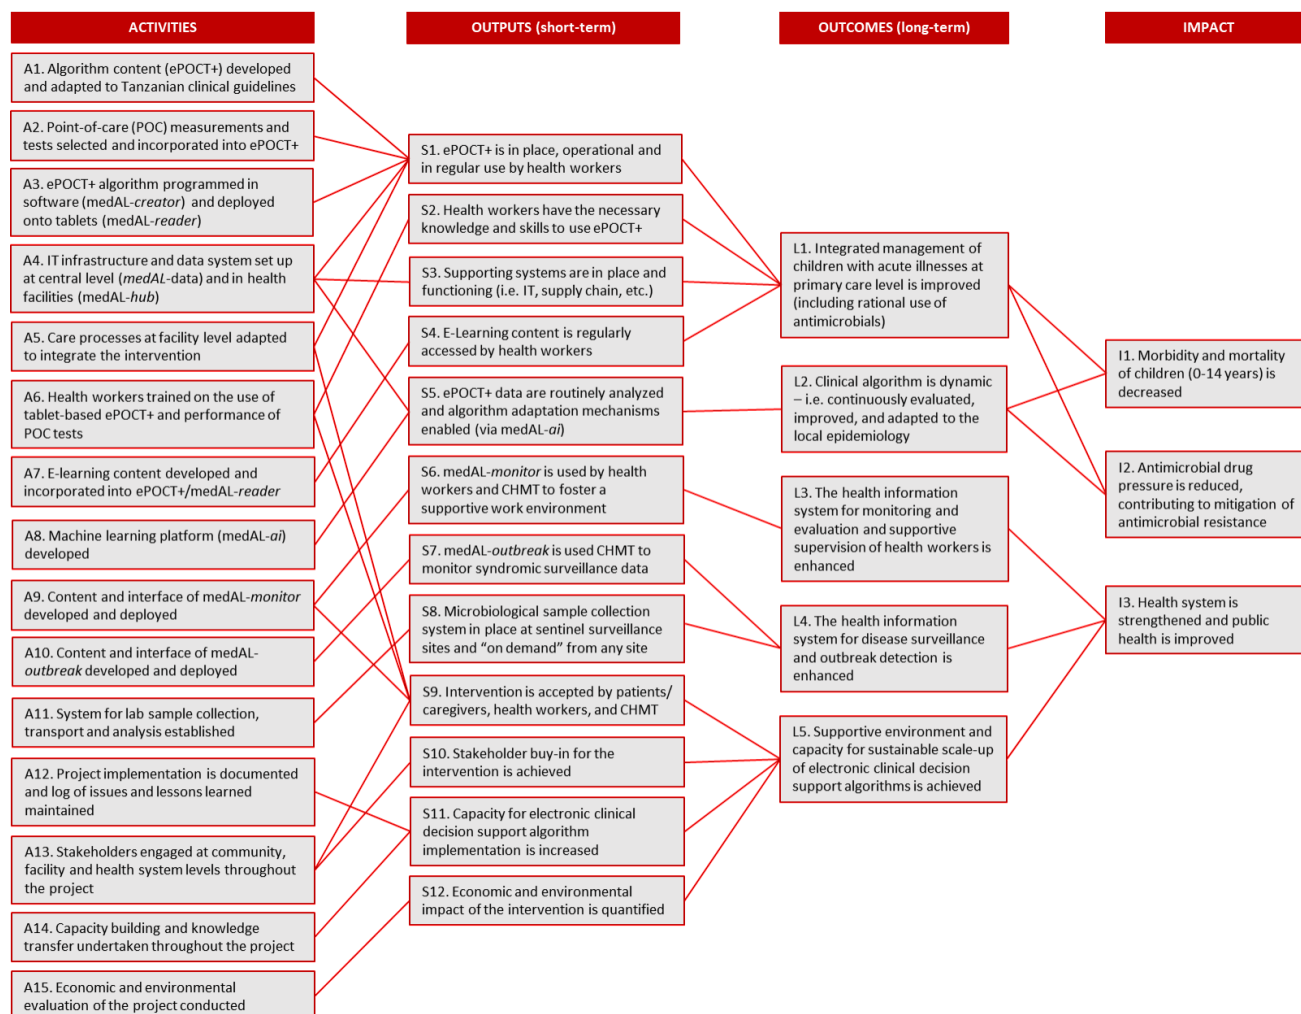 ACTIVITIES
A1. Algorithm content (ePOCT+) developed
and adapted to Tanzanian clinical guidelines
A2. Point-of-care (POC) measurements and
tests selected and incorporated into ePOCT+
A3. ePOCT+ algorithm programmed in
software (medAL-creator) and deployed
onto tablets (medAL-reader)
A4. IT infrastructure and data system set up
at central level (medAL-data) and in health
facilities (medAL-hub)
A5. Care processes at facility level adapted
to integrate the intervention
A6. Health workers trained on the use of
tablet-based ePOCT+ and performance of
POC tests
A7. E-learning content developed and
incorporated into ePOCT+/medAL-reader
A8. Machine learning platform (medAL-ai)
developed
A9. Content and interface of medAL-monitor
developed and deployed
A10. Content and interface of medAL-
outbreak developed and deployed
A11. System for lab sample collection,
transport and analysis established
A12. Project implementation is documented
and log of issues and lessons learned
maintained
A13. Stakeholders engaged at community,
facility and health system levels throughout
the project
A14. Capacity building and knowledge
transfer undertaken throughout the project
A15. Economic and environmental
evaluation of the project conducted
OUTPUTS (short-term)
S1. ePOCT+ is in place, operational and
in regular use by health workers
S2. Health workers have the necessary
knowledge and skills to use ePOCT+
S3. Supporting systems are in place and
functioning (i.e. IT, supply chain, etc.)
S4. E-Learning content is regularly
accessed by health workers
S5. ePOCT+ data are routinely analyzed
and algorithm adaptation mechanisms
enabled (via medAL-ai)
S6. medAL-monitor is used by health
workers and CHMT to foster a
supportive work environment
S7. medAL-outbreak is used CHMT to
monitor syndromic surveillance data
S8. Microbiological sample collection
system in place at sentinel surveillance
sites and “on demand” from any site
S9. Intervention is accepted by patients/
caregivers, health workers, and CHMT
S10. Stakeholder buy-in for the
intervention is achieved
S11. Capacity for electronic clinical
decision support algorithm
implementation is increased
S12. Economic and environmental
impact of the intervention is quantified
OUTCOMES (long-term)
L1. Integrated management of
children with acute illnesses at
primary care level is improved
(including rational use of
antimicrobials)
L2. Clinical algorithm is dynamic
– i.e. continuously evaluated,
improved, and adapted to the
local epidemiology
L3. The health information
system for monitoring and
evaluation and supportive
supervision of health workers is
enhanced
L4. The health information
system for disease surveillance
and outbreak detection is
enhanced
L5. Supportive environment and
capacity for sustainable scale-up
of electronic clinical decision
support algorithms is achieved
IMPACT
I1. Morbidity and mortality
of children (0-14 years) is
decreased
I2. Antimicrobial drug
pressure is reduced,
contributing to mitigation of
antimicrobial resistance
I3. Health system is
strengthened and public
health is improved